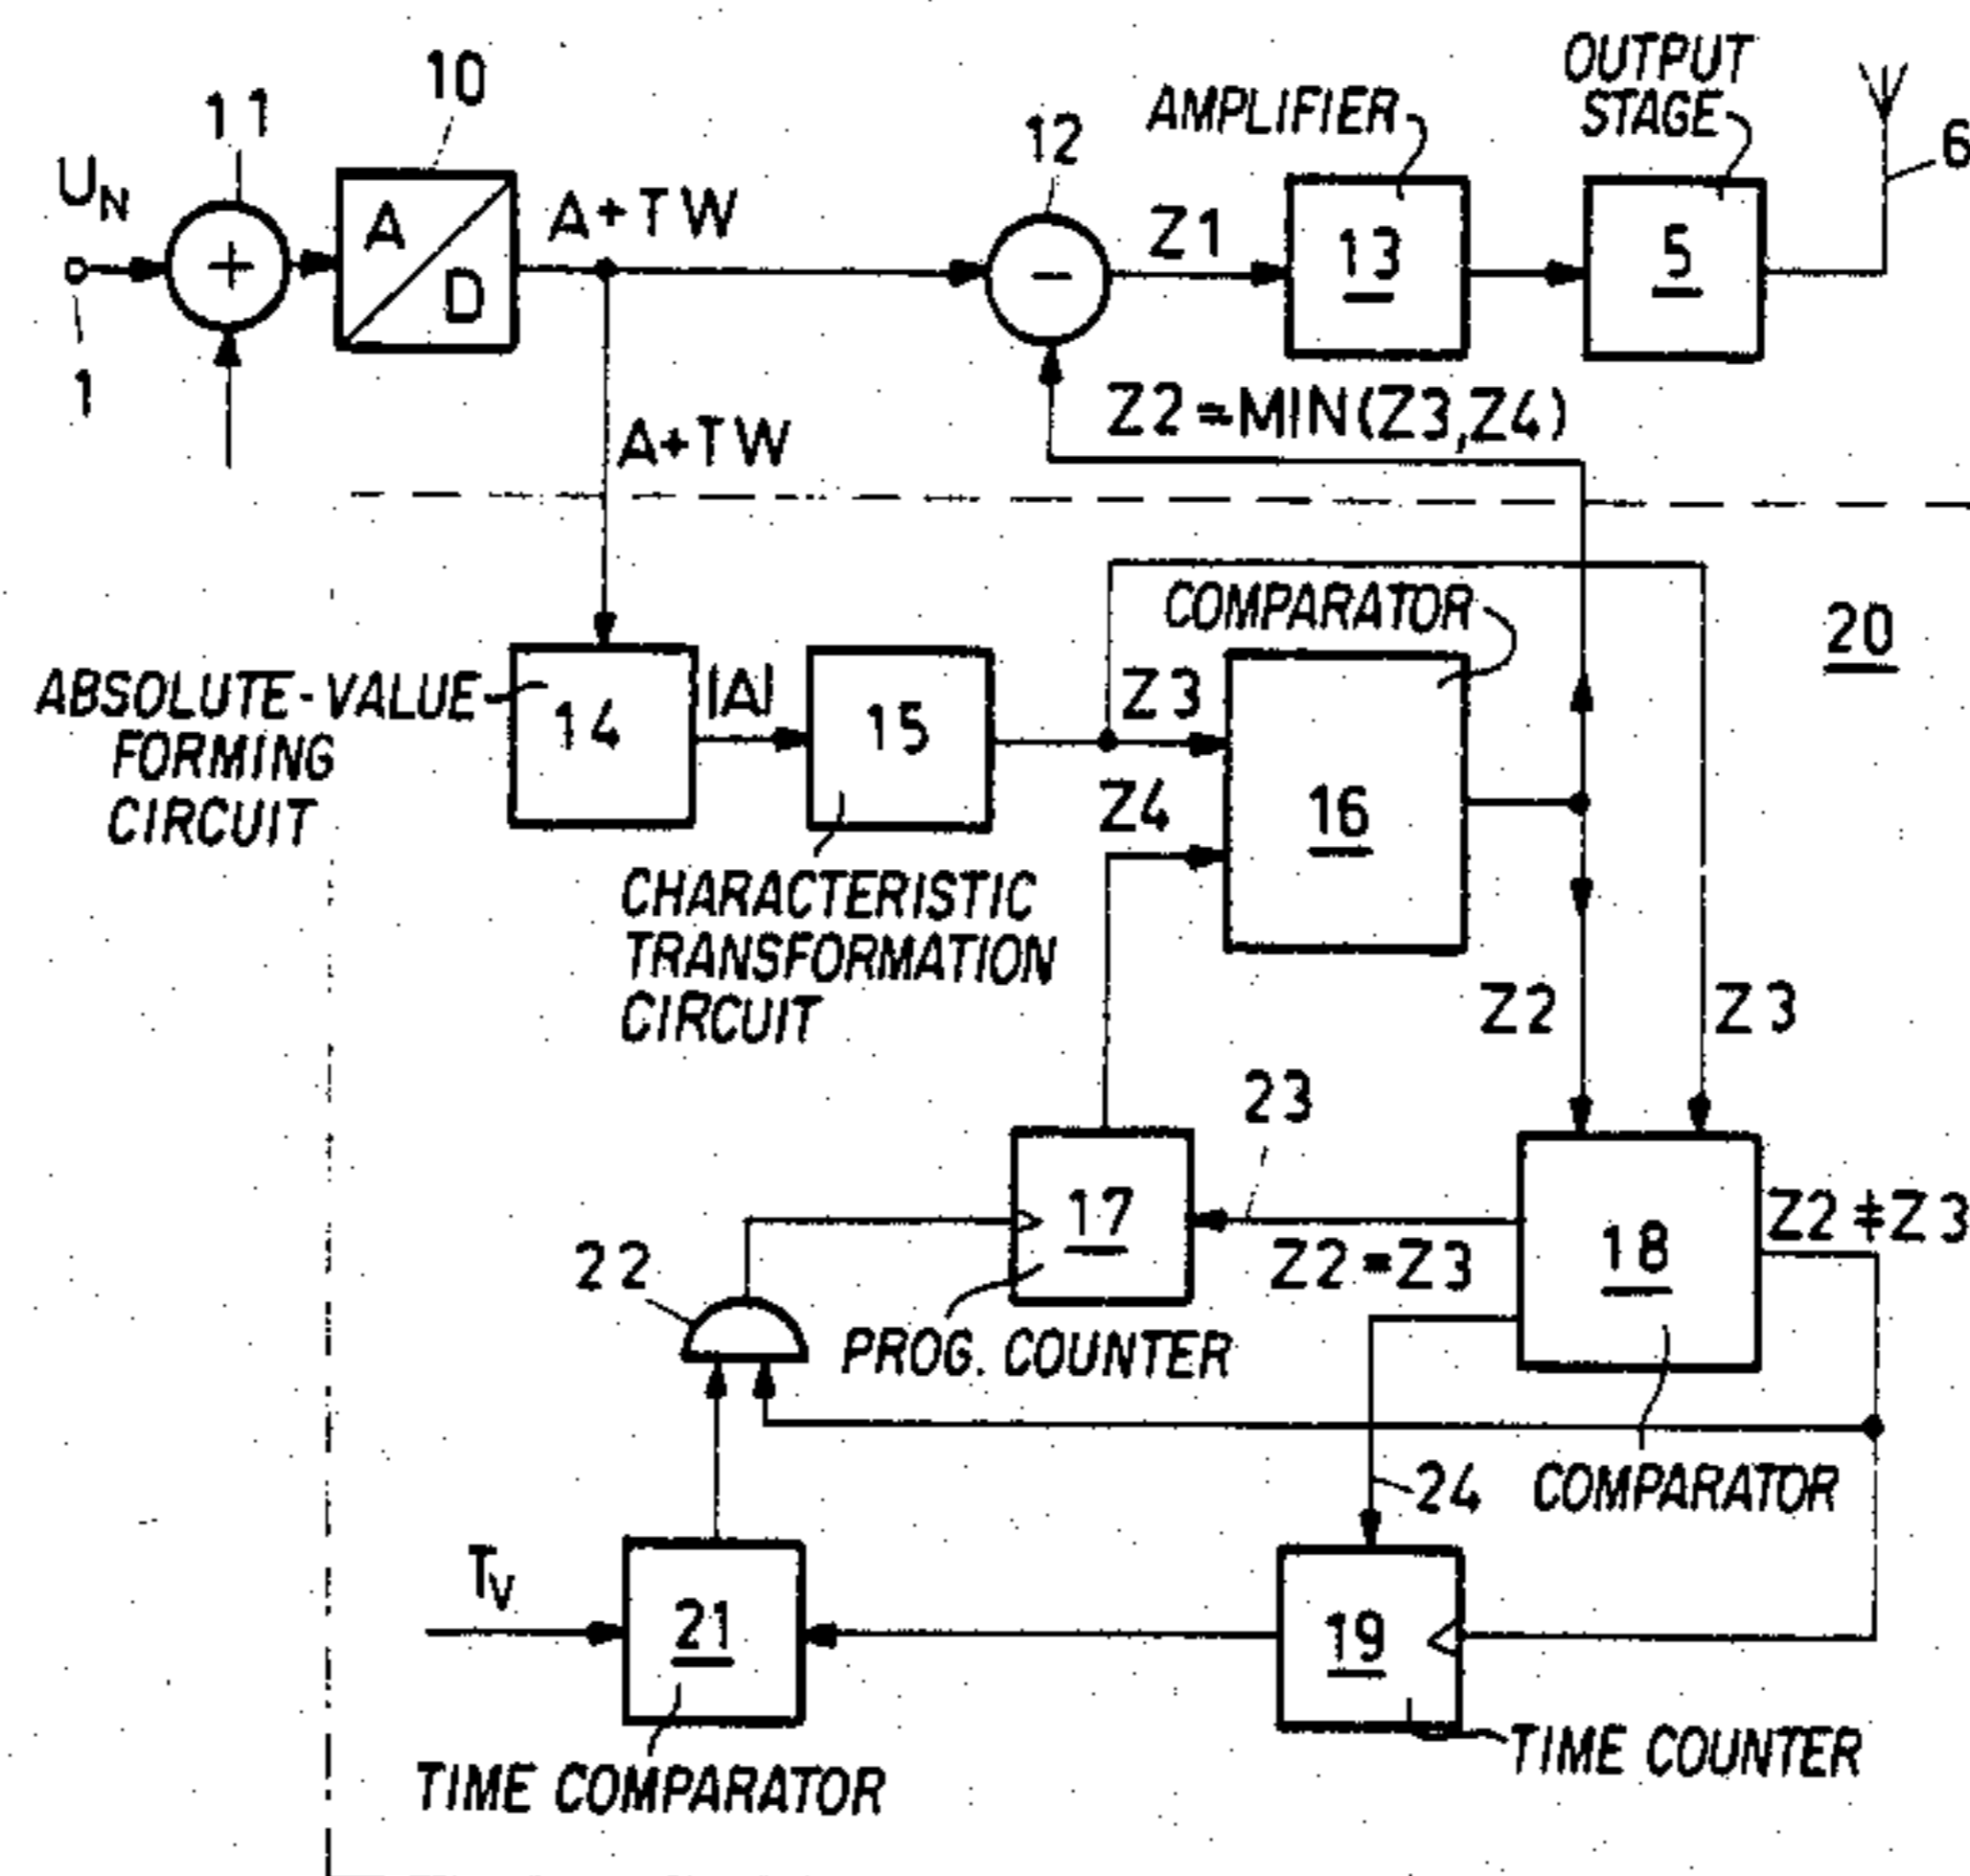 10
11
U_N
A
D
1
A+TW
12
Z1
AMPLIFIER
13
OUTPUT
STAGE
5
6
+
-
A+TW
Z2=MIN(Z3,Z4)
20
ABSOLUTE-VALUE
FORMING
CIRCUIT
14
|A|
15
CHARACTERISTIC
TRANSFORMATION
CIRCUIT
Z3
Z4
COMPARATOR
16
Z2
Z3
23
17
PROG. COUNTER
Z2=Z3
18
Z2≠Z3
COMPARATOR
22
24
T_V
21
TIME COMPARATOR
19
TIME COUNTER